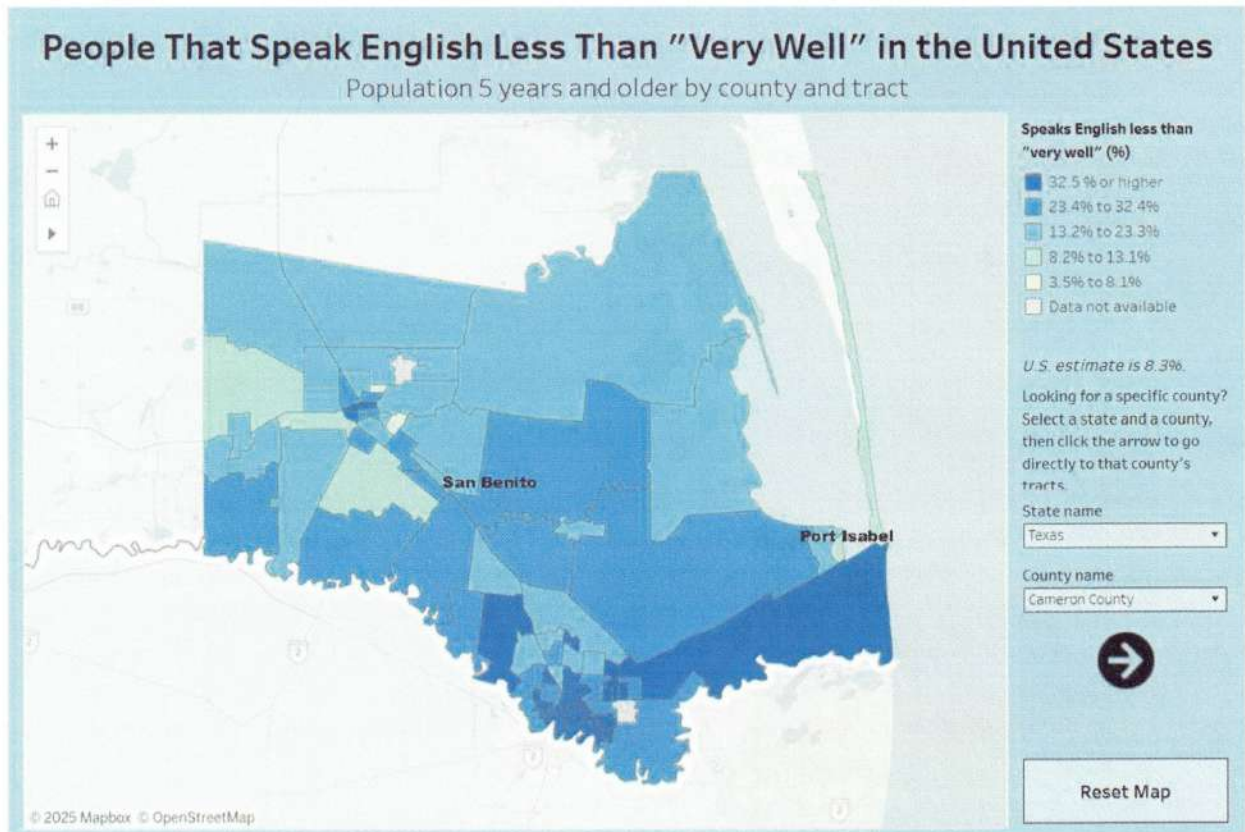 People That Speak English Less Than "Very Well" in the United States
Population 5 years and older by county and tract
+
−
Speaks English less than
"very well" (%)
32.5 % or higher
23.4% to 32.4%
13.2% to 23.3%
8.2% to 13.1%
3.5% to 8.1%
Data not available
U.S. estimate is 8.3%.
Looking for a specific county?
Select a state and a county,
then click the arrow to go
directly to that county's
tracts.
State name
Texas
County name
Cameron County
San Benito
Port Isabel
2
Reset Map
© 2025 Mapbox © OpenStreetMap